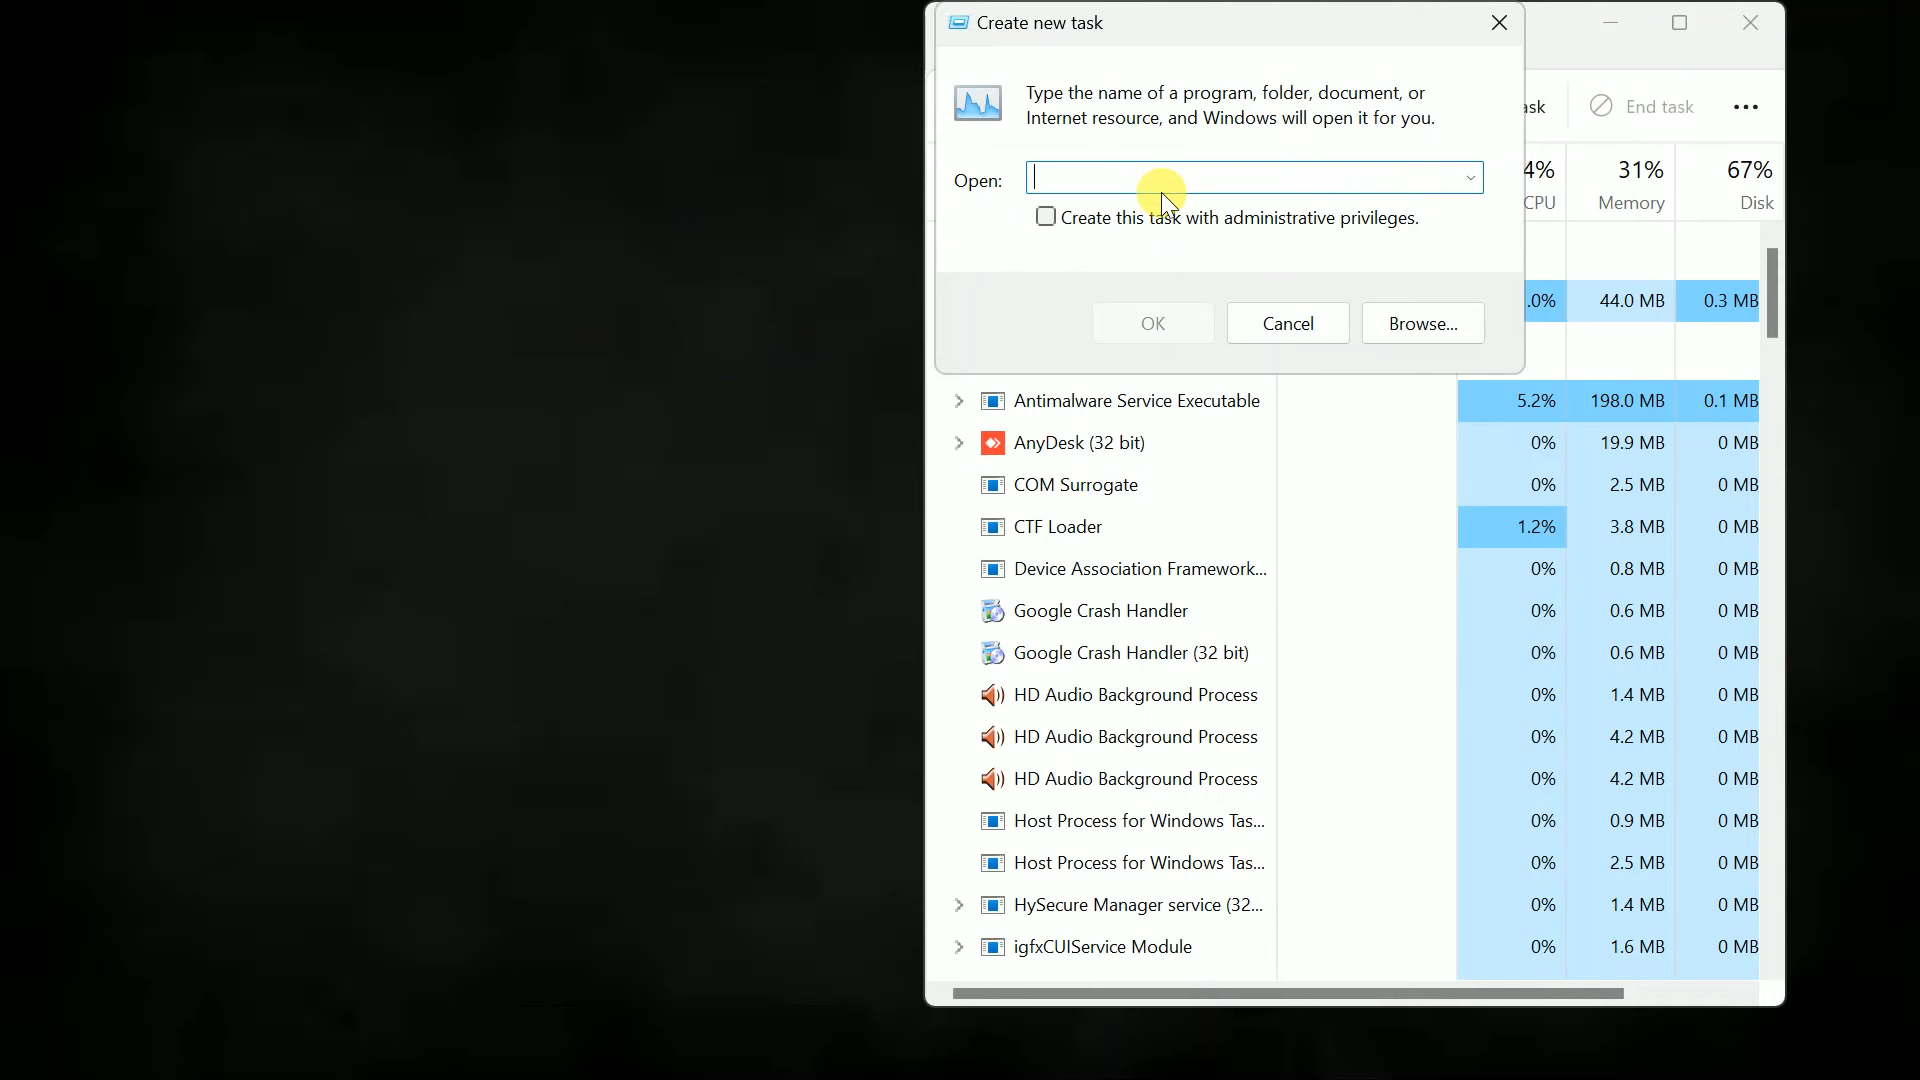 Create new task
Type the name of a program, folder, document, or
Internet resource, and Windows will open it for you.
Open:
Create this task with administrative privileges.
OK
Cancel
Browse...
End task
4%
31%
67%
CPU
Memory
Disk
.0%
44.0 MB
0.3 MB
Antimalware Service Executable
5.2%
198.0 MB
0.1 MB
AnyDesk (32 bit)
0%
19.9 MB
0 MB
COM Surrogate
0%
2.5 MB
0 MB
CTF Loader
1.2%
3.8 MB
0 MB
Device Association Framework...
0%
0.8 MB
0 MB
Google Crash Handler
0%
0.6 MB
0 MB
Google Crash Handler (32 bit)
0%
0.6 MB
0 MB
HD Audio Background Process
0%
1.4 MB
0 MB
HD Audio Background Process
0%
4.2 MB
0 MB
HD Audio Background Process
0%
4.2 MB
0 MB
Host Process for Windows Tas...
0%
0.9 MB
0 MB
Host Process for Windows Tas...
0%
2.5 MB
0 MB
HySecure Manager service (32...
0%
1.4 MB
0 MB
igfxCUIService Module
0%
1.6 MB
0 MB